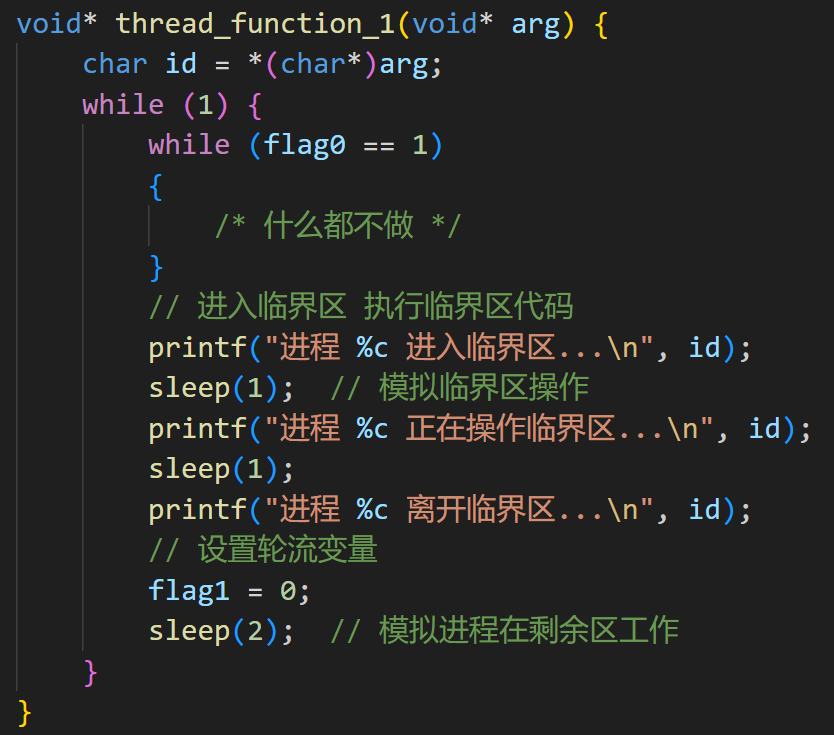 void* thread_function_1(void* arg) {
    char id = *(char*)arg;
    while (1) {
        while (flag0 == 1)
        {
            /* 什么都不做 */
        }
        // 进入临界区 执行临界区代码
        printf("进程 %c 进入临界区...\n", id);
        sleep(1);  // 模拟临界区操作
        printf("进程 %c 正在操作临界区...\n", id);
        sleep(1);
        printf("进程 %c 离开临界区...\n", id);
        // 设置轮流变量
        flag1 = 0;
        sleep(2);  // 模拟进程在剩余区工作
    }
}